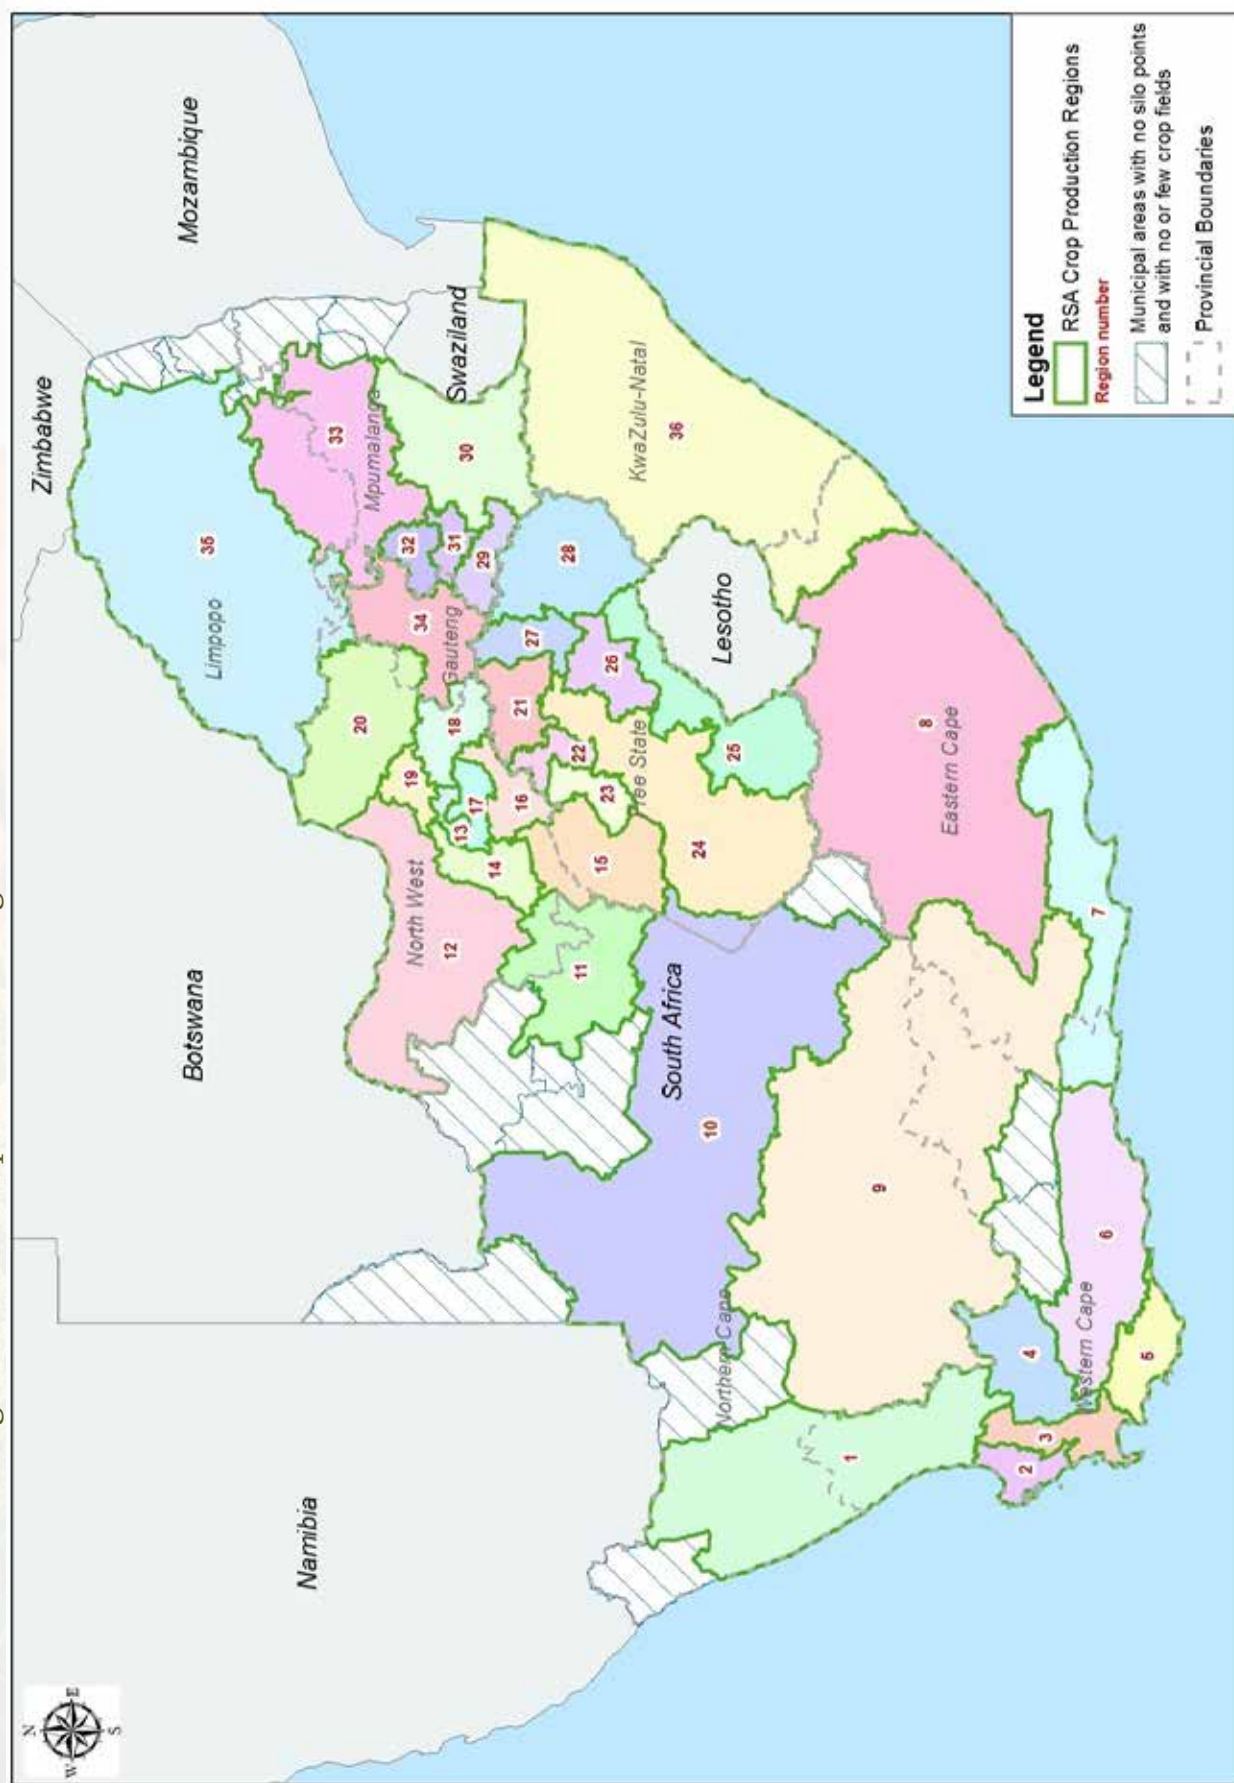 N
W
E
S
Zimbabwe
Mozambique
Botswana
Namibia
Swaziland
Lesotho
South Africa
Limpopo
Mpumalanga
Gauteng
North West
Free State
KwaZulu-Natal
Northern Cape
Eastern Cape
Western Cape
1
2
3
4
5
6
7
8
9
10
11
12
13
14
15
16
17
18
19
20
21
22
23
24
25
26
27
28
29
30
31
32
33
34
35
36
Legend
RSA Crop Production Regions
Region number
Municipal areas with no silo points
and with no or few crop fields
Provincial Boundaries